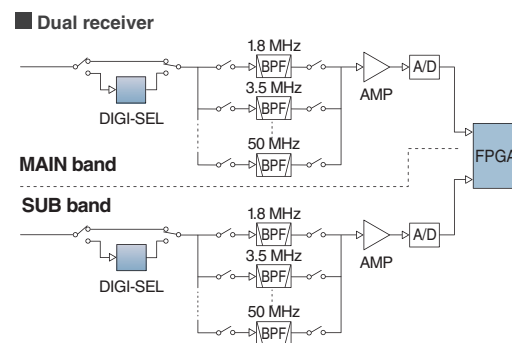 Dual receiver
1.8 MHz
BPF
3.5 MHz
BPF
50 MHz
BPF
DIGI-SEL
AMP
A/D
MAIN band
FPGA
SUB band
1.8 MHz
BPF
3.5 MHz
BPF
50 MHz
BPF
DIGI-SEL
AMP
A/D